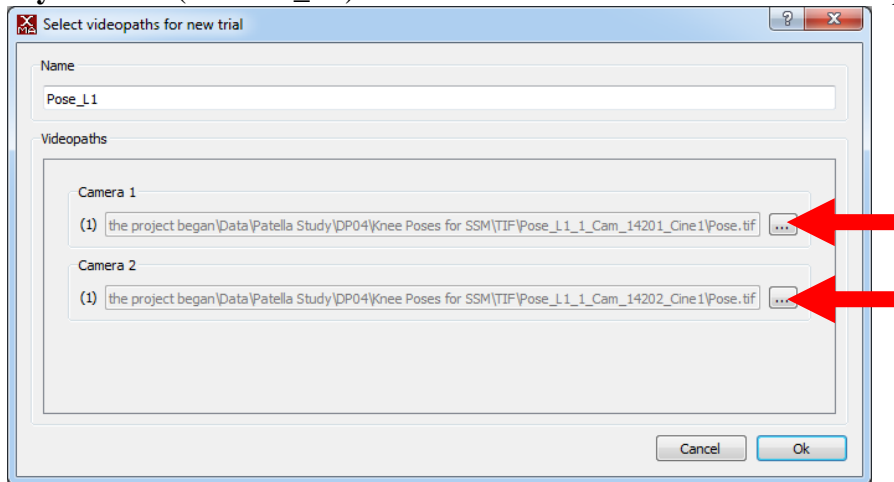 XMA Select videopaths for new trial ? X
Name
Pose_L1
Videopaths
Camera 1
(1) the project began\Data\Patella Study\DP04\Knee Poses for SSM\TIF\Pose_L1_1_Cam_14201_Cine1\Pose.tif ...
Camera 2
(1) the project began\Data\Patella Study\DP04\Knee Poses for SSM\TIF\Pose_L1_1_Cam_14202_Cine1\Pose.tif ...
Cancel Ok